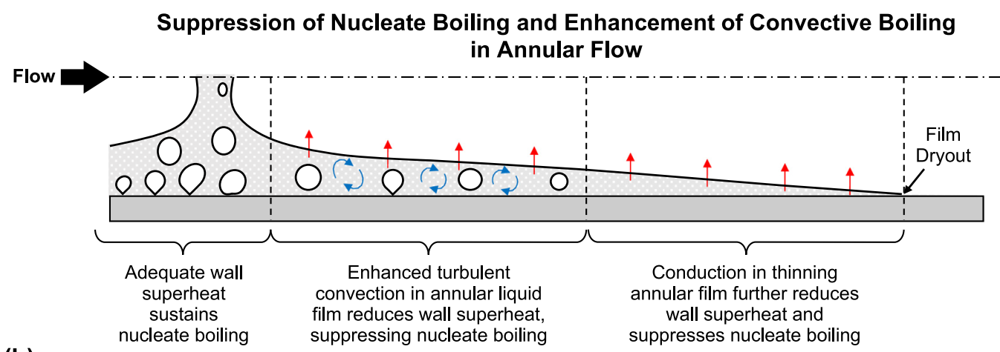 Suppression of Nucleate Boiling and Enhancement of Convective Boiling
in Annular Flow
Flow
Film
Dryout
Adequate wall
superheat
sustains
nucleate boiling
Enhanced turbulent
convection in annular liquid
film reduces wall superheat,
suppressing nucleate boiling
Conduction in thinning
annular film further reduces
wall superheat and
suppresses nucleate boiling